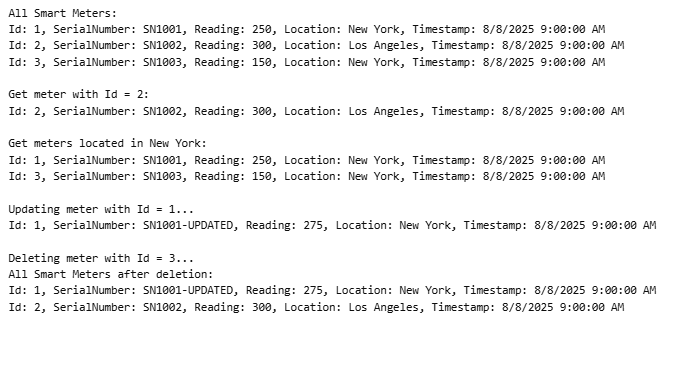 All Smart Meters:
Id: 1, SerialNumber: SN1001, Reading: 250, Location: New York, Timestamp: 8/8/2025 9:00:00 AM
Id: 2, SerialNumber: SN1002, Reading: 300, Location: Los Angeles, Timestamp: 8/8/2025 9:00:00 AM
Id: 3, SerialNumber: SN1003, Reading: 150, Location: New York, Timestamp: 8/8/2025 9:00:00 AM
Get meter with Id = 2:
Id: 2, SerialNumber: SN1002, Reading: 300, Location: Los Angeles, Timestamp: 8/8/2025 9:00:00 AM
Get meters located in New York:
Id: 1, SerialNumber: SN1001, Reading: 250, Location: New York, Timestamp: 8/8/2025 9:00:00 AM
Id: 3, SerialNumber: SN1003, Reading: 150, Location: New York, Timestamp: 8/8/2025 9:00:00 AM
Updating meter with Id = 1...
Id: 1, SerialNumber: SN1001-UPDATED, Reading: 275, Location: New York, Timestamp: 8/8/2025 9:00:00 AM
Deleting meter with Id = 3...
All Smart Meters after deletion:
Id: 1, SerialNumber: SN1001-UPDATED, Reading: 275, Location: New York, Timestamp: 8/8/2025 9:00:00 AM
Id: 2, SerialNumber: SN1002, Reading: 300, Location: Los Angeles, Timestamp: 8/8/2025 9:00:00 AM